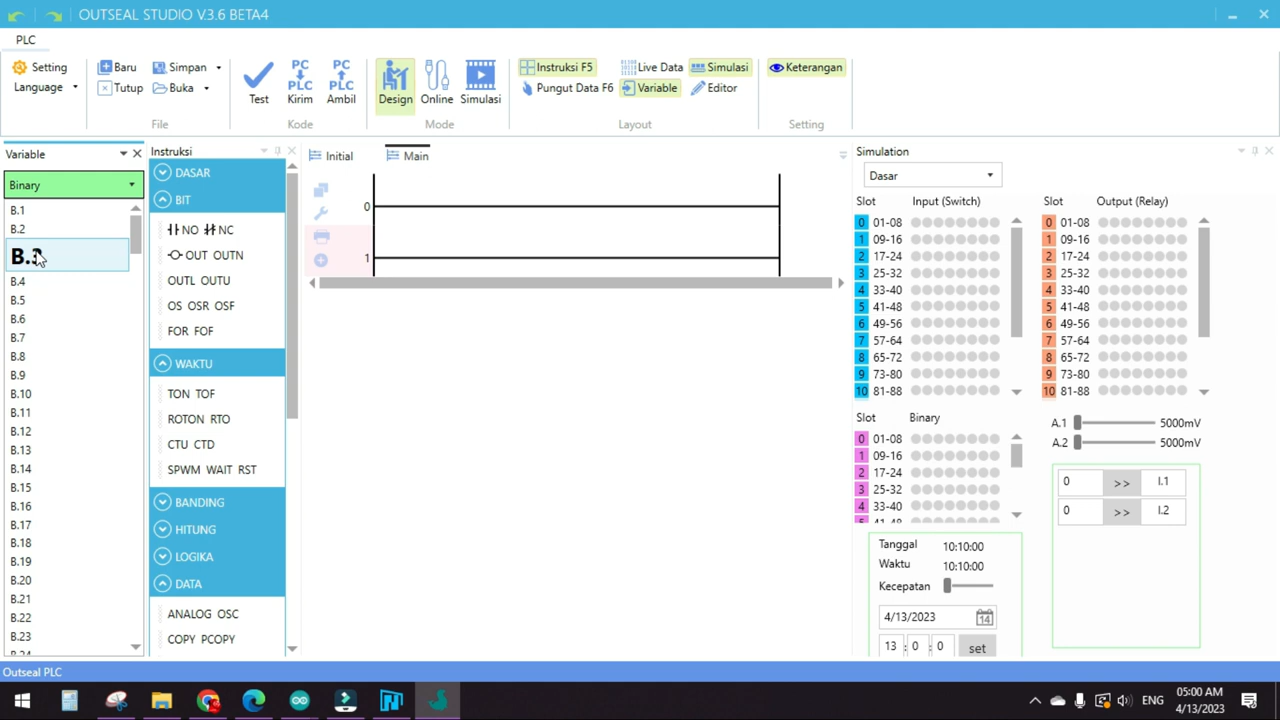 OUTSEAL STUDIO V.3.6 BETA4
PLC
Setting
Language
Baru
Tutup
Simpan
Buka
File
Test
PC
PLC
Kirim
PC
PLC
Ambil
Kode
Design
Online
Simulasi
Mode
Instruksi F5
Pungut Data F6
Live Data
Variable
Simulasi
Editor
Layout
Keterangan
Setting
Variable
Binary
B.1
B.2
B.3
B.4
B.5
B.6
B.7
B.8
B.9
B.10
B.11
B.12
B.13
B.14
B.15
B.16
B.17
B.18
B.19
B.20
B.21
B.22
B.23
B.24
Instruksi
DASAR
BIT
NO NC
OUT OUTN
OUTL OUTU
OS OSR OSF
FOR FOF
WAKTU
TON TOF
ROTON RTO
CTU CTD
SPWM WAIT RST
BANDING
HITUNG
LOGIKA
DATA
ANALOG OSC
COPY PCOPY
Initial
Main
0
1
Simulation
Dasar
Slot Input (Switch)
0 01-08
1 09-16
2 17-24
3 25-32
4 33-40
5 41-48
6 49-56
7 57-64
8 65-72
9 73-80
10 81-88
Slot Output (Relay)
0 01-08
1 09-16
2 17-24
3 25-32
4 33-40
5 41-48
6 49-56
7 57-64
8 65-72
9 73-80
10 81-88
Slot Binary
0 01-08
1 09-16
2 17-24
3 25-32
4 33-40
5 41-48
A.1 5000mV
A.2 5000mV
0 >> I.1
0 >> I.2
Tanggal 10:10:00
Waktu 10:10:00
Kecepatan
4/13/2023 14
13 : 0 : 0 set
Outseal PLC
ENG
05:00 AM
4/13/2023